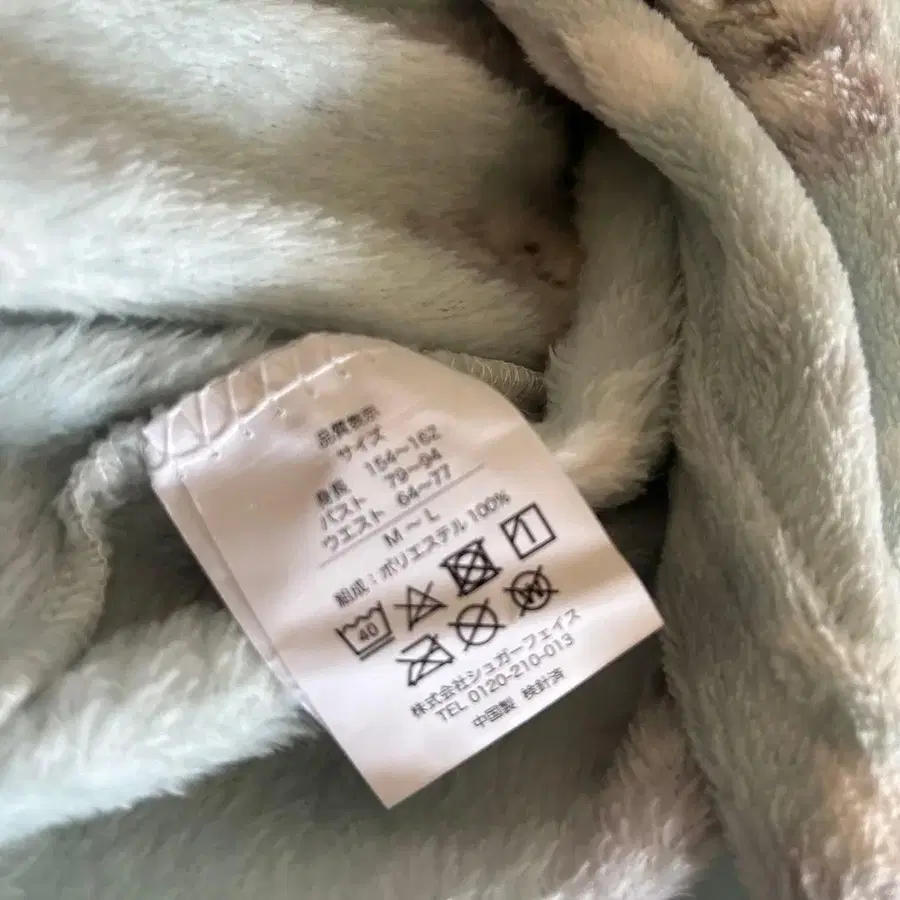 品質表示
サイズ
身長 154~162
バスト 79~94
ウエスト 64~77
M ~ L
組成：ポリエステル 100%
40
W
株式会社シュガーフェイス
TEL 0120-210-013
中国製 検針済